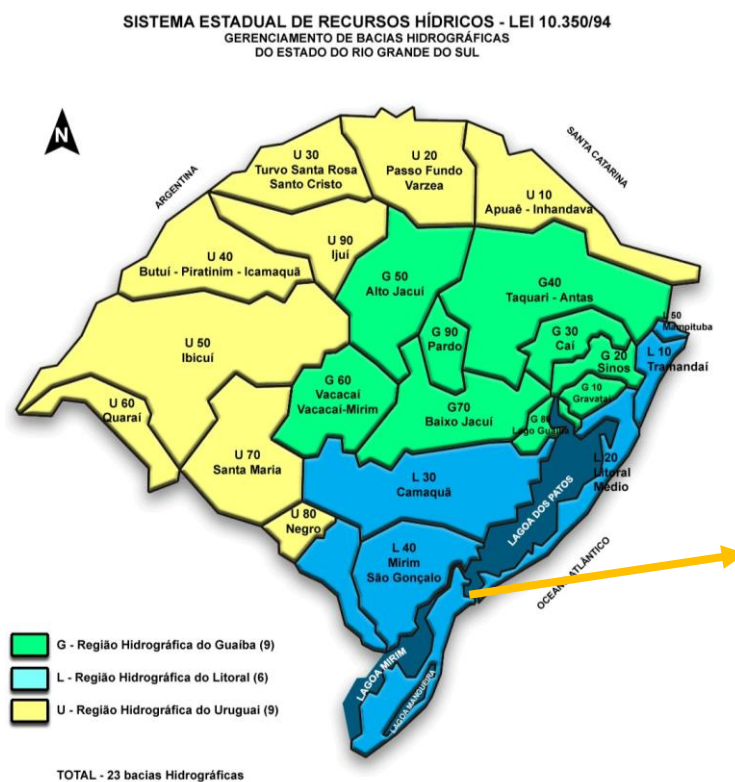 SISTEMA ESTADUAL DE RECURSOS HÍDRICOS - LEI 10.350/94
GERENCIAMENTO DE BACIAS HIDROGRÁFICAS
DO ESTADO DO RIO GRANDE DO SUL
N
ARGENTINA
SANTA CATARINA
U 30
Turvo Santa Rosa
Santo Cristo
U 20
Passo Fundo
Varzea
U 10
Apuaê - Inhandava
U 40
Butuí - Piratinim - Icamaquã
U 90
Ijuí
G 50
Alto Jacuí
G40
Taquari - Antas
L 50
Mampituba
G 90
Pardo
G 30
Caí
G 20
Sinos
L 10
Tramandaí
U 50
Ibicuí
G 60
Vacacaí
Vacacaí-Mirim
G70
Baixo Jacuí
G 10
Gravataí
G 80
Lago Guaíba
U 60
Quaraí
U 70
Santa Maria
L 30
Camaquã
L 20
Litoral
Médio
LAGOA DOS PATOS
U 80
Negro
L 40
Mirim
São Gonçalo
OCEANO ATLÂNTICO
LAGOA MIRIM
LAGOA MANGUEIRA
G - Região Hidrográfica do Guaíba (9)
L - Região Hidrográfica do Litoral (6)
U - Região Hidrográfica do Uruguai (9)
TOTAL - 23 bacias Hidrográficas